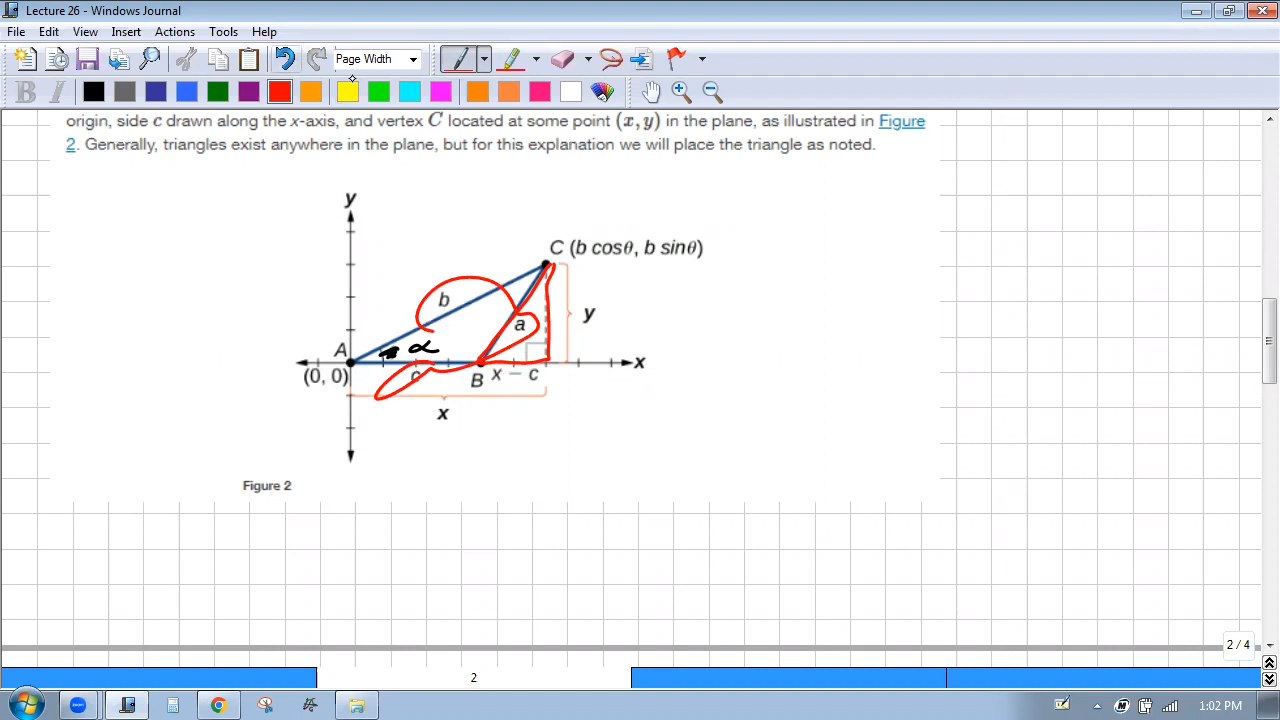 Lecture 26 - Windows Journal
File Edit View Insert Actions Tools Help
Page Width
B I
origin, side c drawn along the x-axis, and vertex C located at some point (x, y) in the plane, as illustrated in Figure
2. Generally, triangles exist anywhere in the plane, but for this explanation we will place the triangle as noted.
y
C (b cosθ, b sinθ)
b
a
y
A
α
x
(0, 0)
c
B
x − c
x
Figure 2
2 / 4
2
1:02 PM